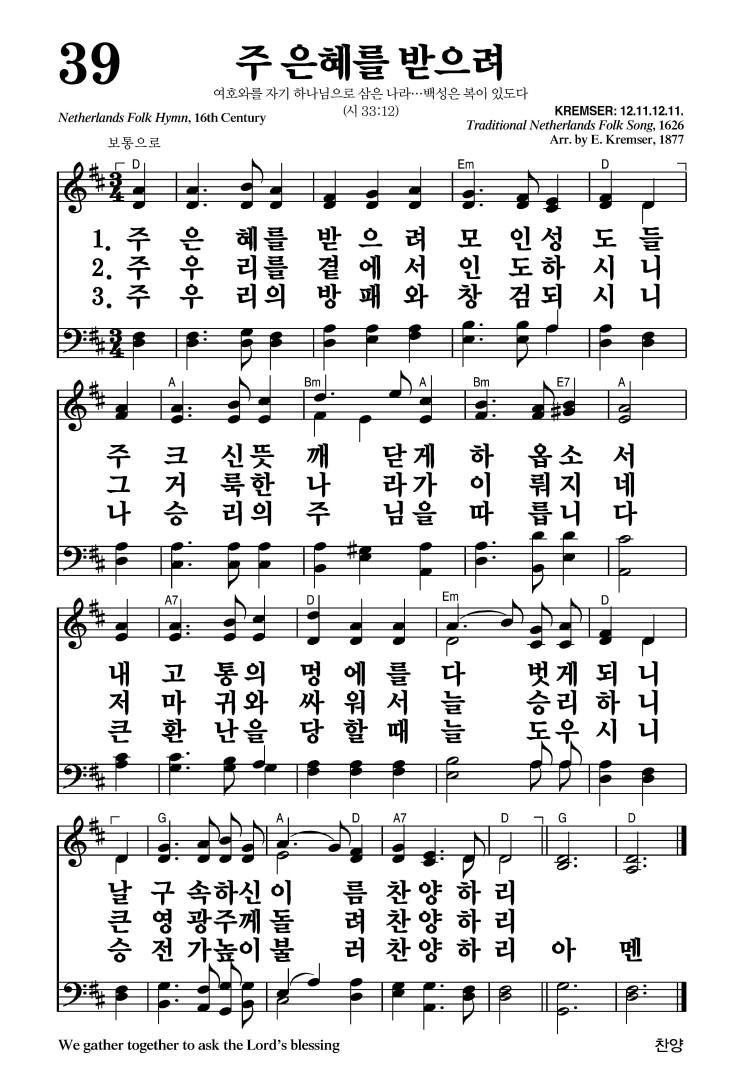 39
주 은혜를 받으려
여호와를 자기 하나님으로 삼은 나라…백성은 복이 있도다
(시 33:12)
Netherlands Folk Hymn, 16th Century
KREMSER: 12.11.12.11.
Traditional Netherlands Folk Song, 1626
Arr. by E. Kremser, 1877
보통으로
D Em D
3 4
1. 주 은 혜를 받 으 려 모 인성 도 들
2. 주 우 리를 곁 에 서 인 도하 시 니
3. 주 우 리의 방 패 와 창 검되 시 니
3 4
A Bm A Bm E7 A
주 크 신뜻 깨 닫게 하 옵소 서
그 거 룩한 나 라가 이 뤄지 네
나 승 리의 주 님을 따 릅니 다
A7 D Em D
내 고 통의 멍 에 를 다 벗게 되 니
저 마 귀와 싸 워 서 늘 승리 하 니
큰 환 난을 당 할 때 늘 도우 시 니
G A D A7 D G D
날 구 속하신 이 름 찬 양 하 리
큰 영 광주께 돌 려 찬 양 하 리
승 전 가높이 불 러 찬 양 하 리 아 멘
We gather together to ask the Lord's blessing
찬양